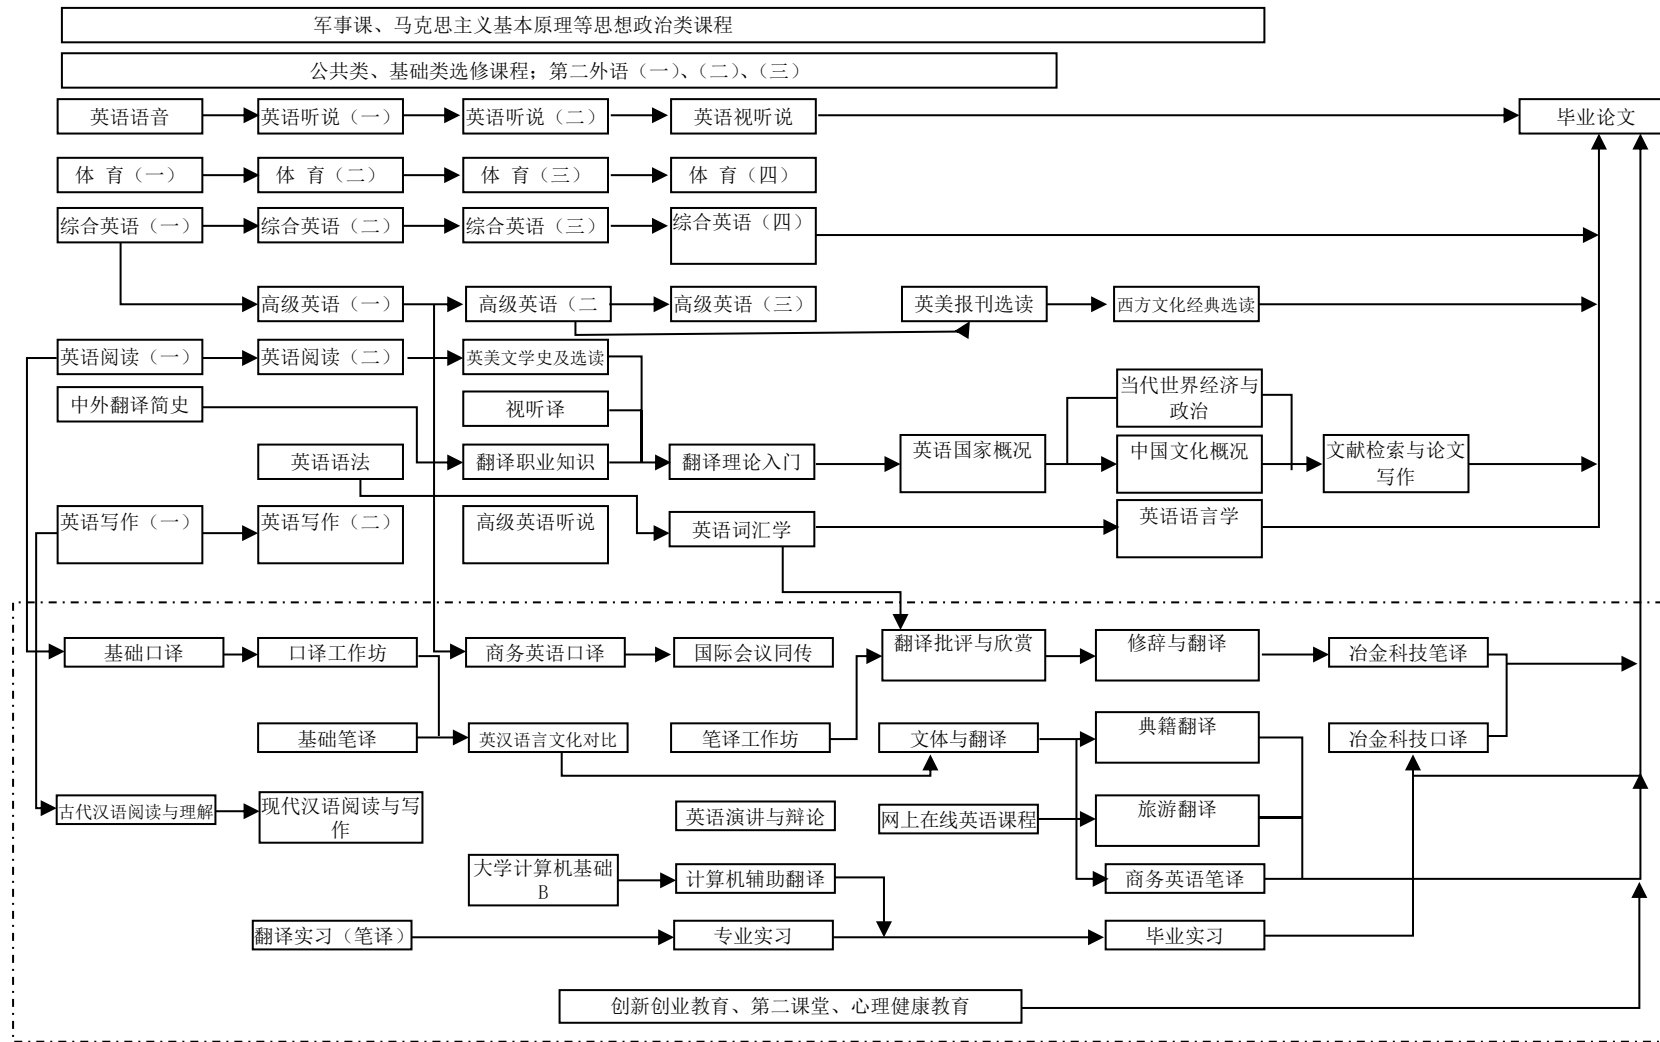 军事课、马克思主义基本原理等思想政治类课程
公共类、基础类选修课程；第二外语（一）、（二）、（三）
英语语音
英语听说（一）
英语听说（二）
英语视听说
毕业论文
体 育（一）
体 育（二）
体 育（三）
体 育（四）
综合英语（一）
综合英语（二）
综合英语（三）
综合英语（四）
高级英语（一）
高级英语（二
高级英语（三）
英美报刊选读
西方文化经典选读
英语阅读（一）
英语阅读（二）
英美文学史及选读
中外翻译简史
视听译
当代世界经济与
政治
英语语法
翻译职业知识
翻译理论入门
英语国家概况
中国文化概况
文献检索与论文
写作
英语写作（一）
英语写作（二）
高级英语听说
英语词汇学
英语语言学
基础口译
口译工作坊
商务英语口译
国际会议同传
翻译批评与欣赏
修辞与翻译
冶金科技笔译
基础笔译
英汉语言文化对比
笔译工作坊
文体与翻译
典籍翻译
冶金科技口译
古代汉语阅读与理解
现代汉语阅读与写
作
英语演讲与辩论
网上在线英语课程
旅游翻译
大学计算机基础
B
计算机辅助翻译
商务英语笔译
翻译实习（笔译）
专业实习
毕业实习
创新创业教育、第二课堂、心理健康教育